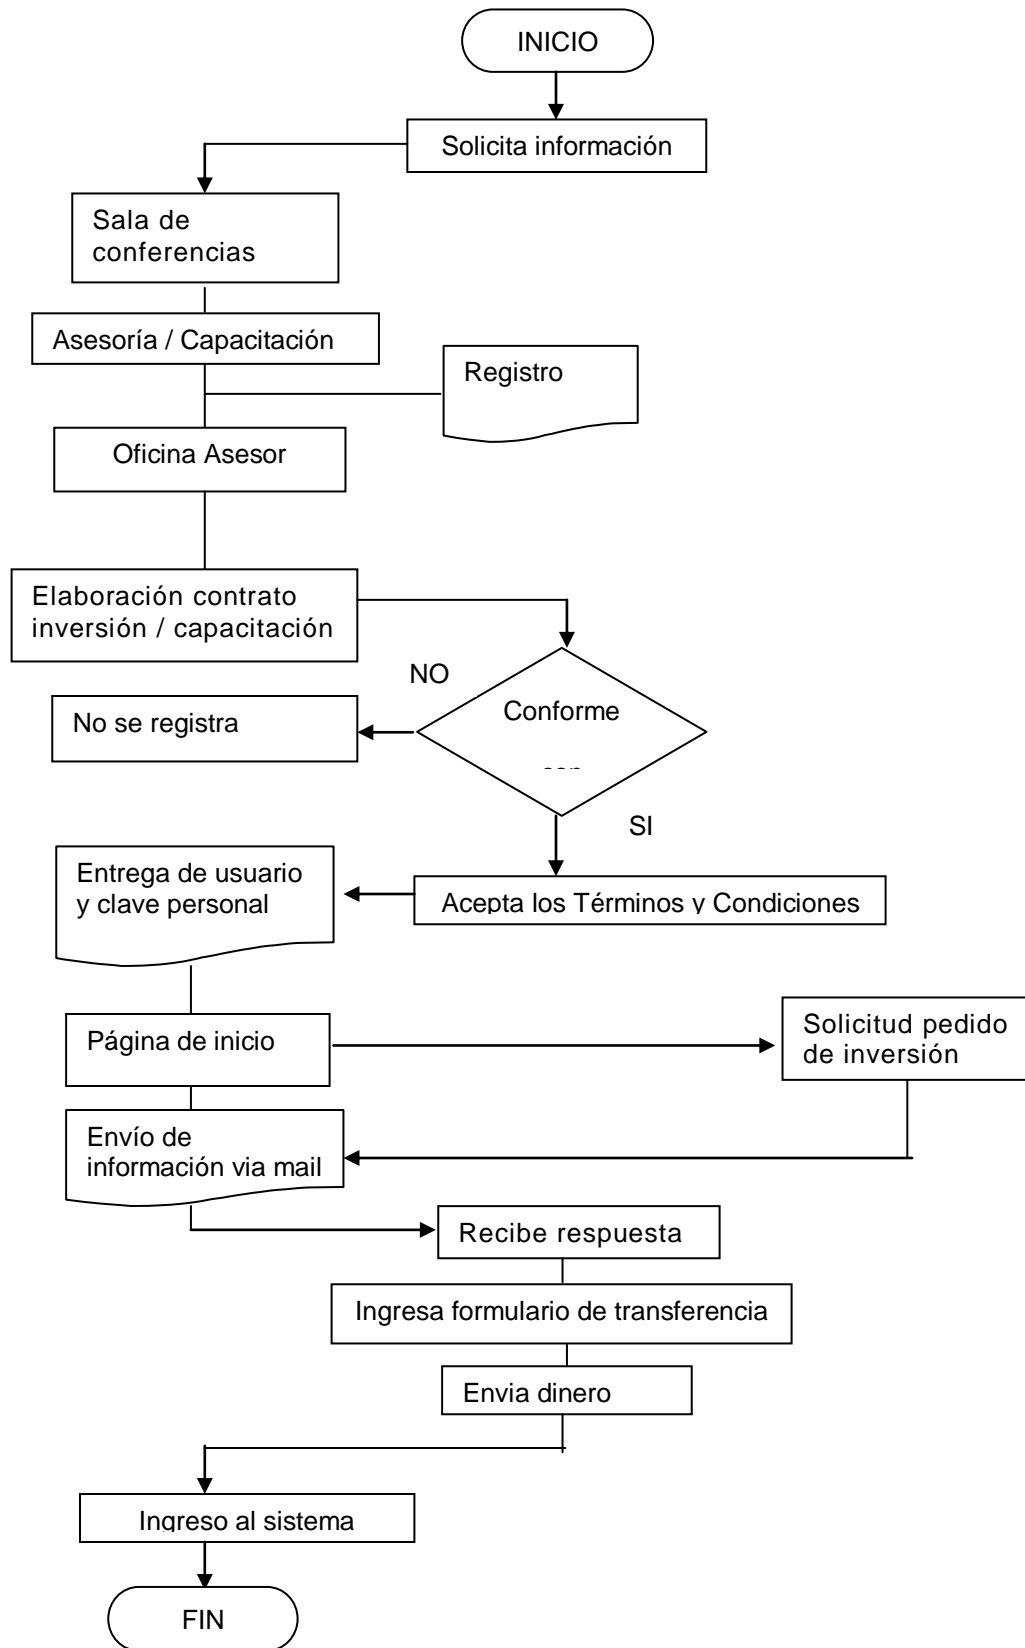 INICIO
Solicita información
Sala de
conferencias
Asesoría / Capacitación
Registro
Oficina Asesor
Elaboración contrato
inversión / capacitación
NO
Conforme
No se registra
SI
Entrega de usuario
y clave personal
Acepta los Términos y Condiciones
Página de inicio
Solicitud pedido
de inversión
Envío de
información via mail
Recibe respuesta
Ingresa formulario de transferencia
Envia dinero
Ingreso al sistema
FIN